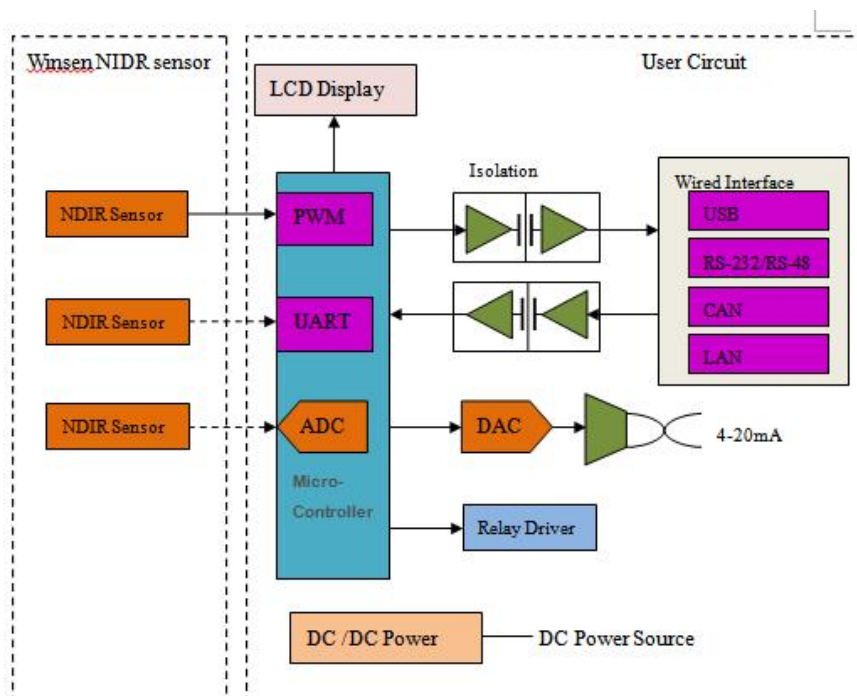 Winsen NIDR sensor
User Circuit
LCD Display
Isolation
Wired Interface
NDIR Sensor
PWM
USB
RS-232/RS-48
NDIR Sensor
UART
CAN
LAN
NDIR Sensor
ADC
DAC
4-20mA
Micro-
Controller
Relay Driver
DC /DC Power
DC Power Source